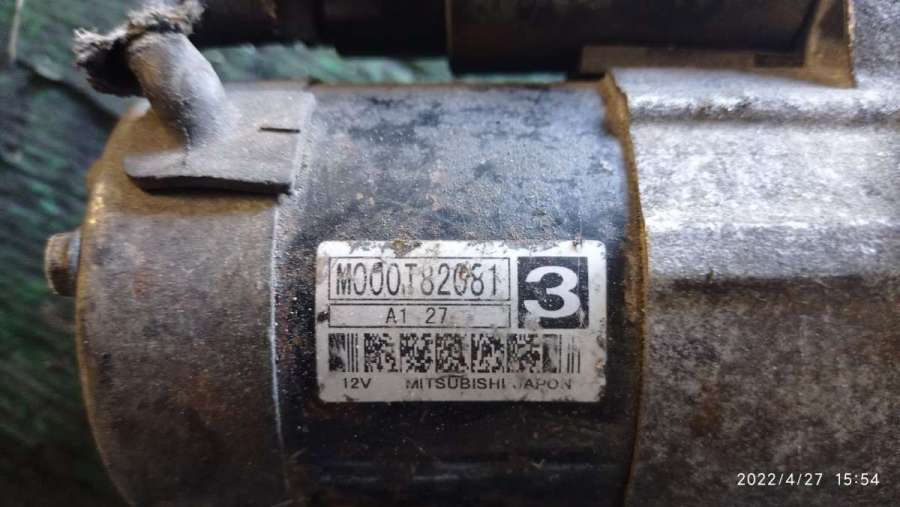 M000T82081
3
A1 27
12V MITSUBISHI JAPON
2022/4/27 15:54